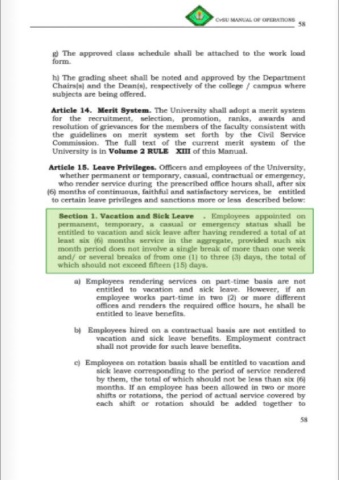 CvSU MANUAL OF OPERATIONS
58
g) The approved class schedule shall be attached to the work load
form.
h) The grading sheet shall be noted and approved by the Department
Chairs(s) and the Dean(s), respectively of the college / campus where
subjects are being offered.
Article 14. Merit System. The University shall adopt a merit system
for the recruitment, selection, promotion, ranks, awards and
resolution of grievances for the members of the faculty consistent with
the guidelines on merit system set forth by the Civil Service
Commission. The full text of the current merit system of the
University is in Volume 2 RULE XIII of this Manual.
Article 15. Leave Privileges. Officers and employees of the University,
whether permanent or temporary, casual, contractual or emergency,
who render service during the prescribed office hours shall, after six
(6) months of continuous, faithful and satisfactory services, be entitled
to certain leave privileges and sanctions more or less described below:
Section 1. Vacation and Sick Leave . Employees appointed on
permanent, temporary, a casual or emergency status shall be
entitled to vacation and sick leave after having rendered a total of at
least six (6) months service in the aggregate, provided such six
month period does not involve a single break of more than one week
and/ or several breaks of from one (1) to three (3) days, the total of
which should not exceed fifteen (15) days.
a) Employees rendering services on part-time basis are not
entitled to vacation and sick leave. However, if an
employee works part-time in two (2) or more different
offices and renders the required office hours, he shall be
entitled to leave benefits.
b) Employees hired on a contractual basis are not entitled to
vacation and sick leave benefits. Employment contract
shall not provide for such leave benefits.
c) Employees on rotation basis shall be entitled to vacation and
sick leave corresponding to the period of service rendered
by them, the total of which should not be less than six (6)
months. If an employee has been allowed in two or more
shifts or rotations, the period of actual service covered by
each shift or rotation should be added together to
58